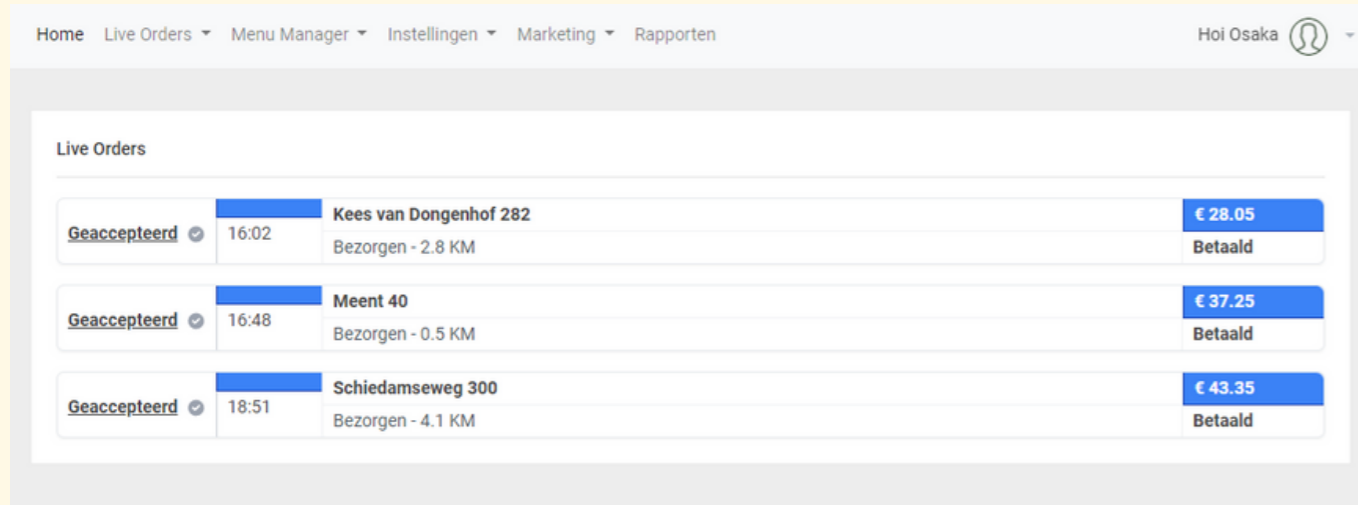 Home Live Orders Menu Manager Instellingen Marketing Rapporten Hoi Osaka
Live Orders
Kees van Dongenhof 282 € 28.05
Geaccepteerd 16:02
Bezorgen - 2.8 KM Betaald
Meent 40 € 37.25
Geaccepteerd 16:48
Bezorgen - 0.5 KM Betaald
Schiedamseweg 300 € 43.35
Geaccepteerd 18:51
Bezorgen - 4.1 KM Betaald